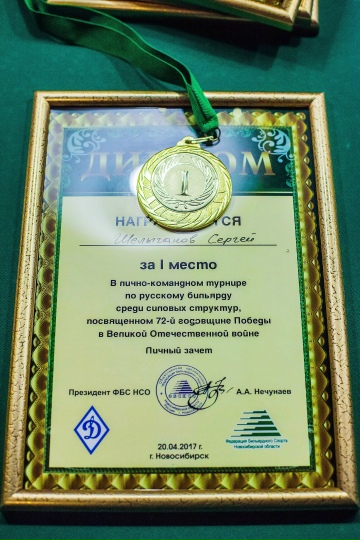 ДИПЛОМ
НАГРАЖДАЕТСЯ
Сергей
за I место
В лично-командном турнире
по русскому бильярду
среди силовых структур,
посвященном 72-й годовщине Победы
в Великой Отечественной войне
Личный зачет
Президент ФБС НСО
А.А. Нечунаев
Д
20.04.2017 г.
г. Новосибирск
Федерация Бильярдного Спорта
Новосибирской области